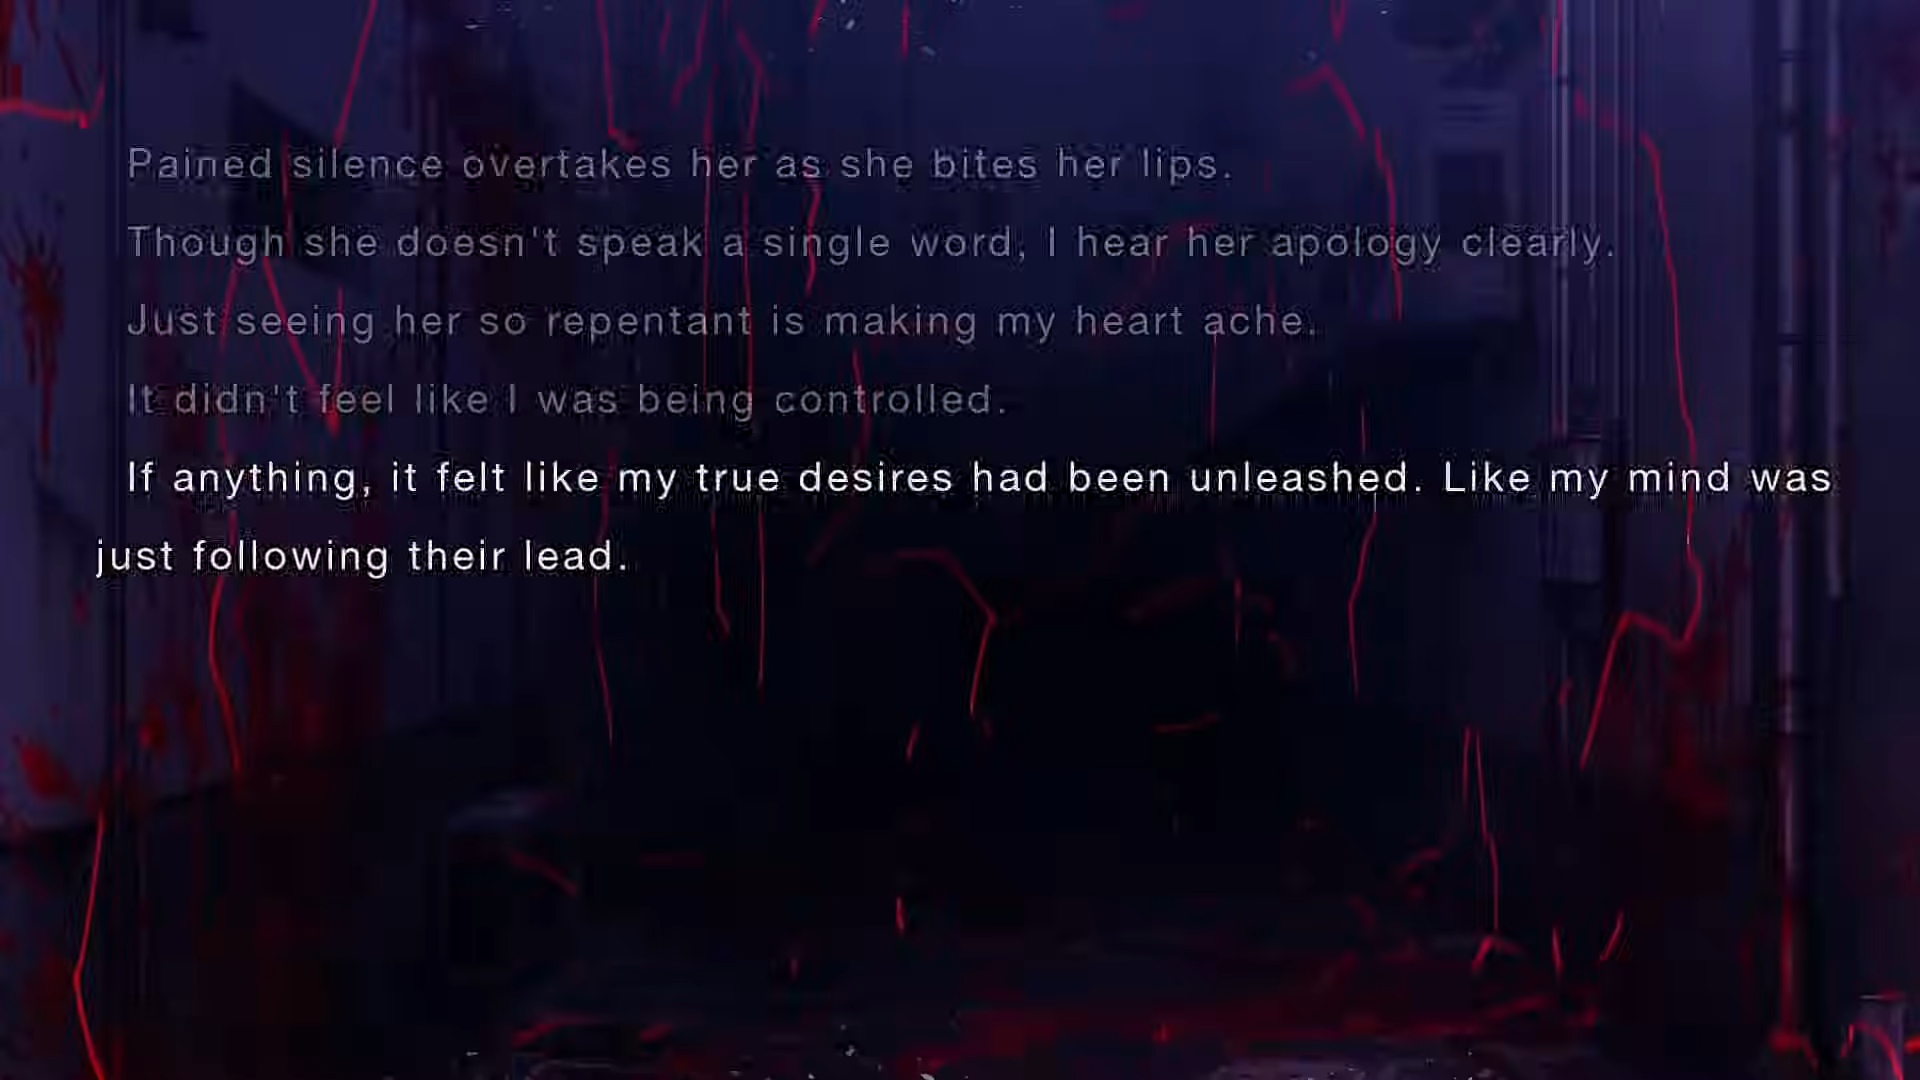 Pained silence overtakes her as she bites her lips.
Though she doesn't speak a single word, I hear her apology clearly.
Just seeing her so repentant is making my heart ache.
It didn't feel like I was being controlled.
If anything, it felt like my true desires had been unleashed. Like my mind was
just following their lead.